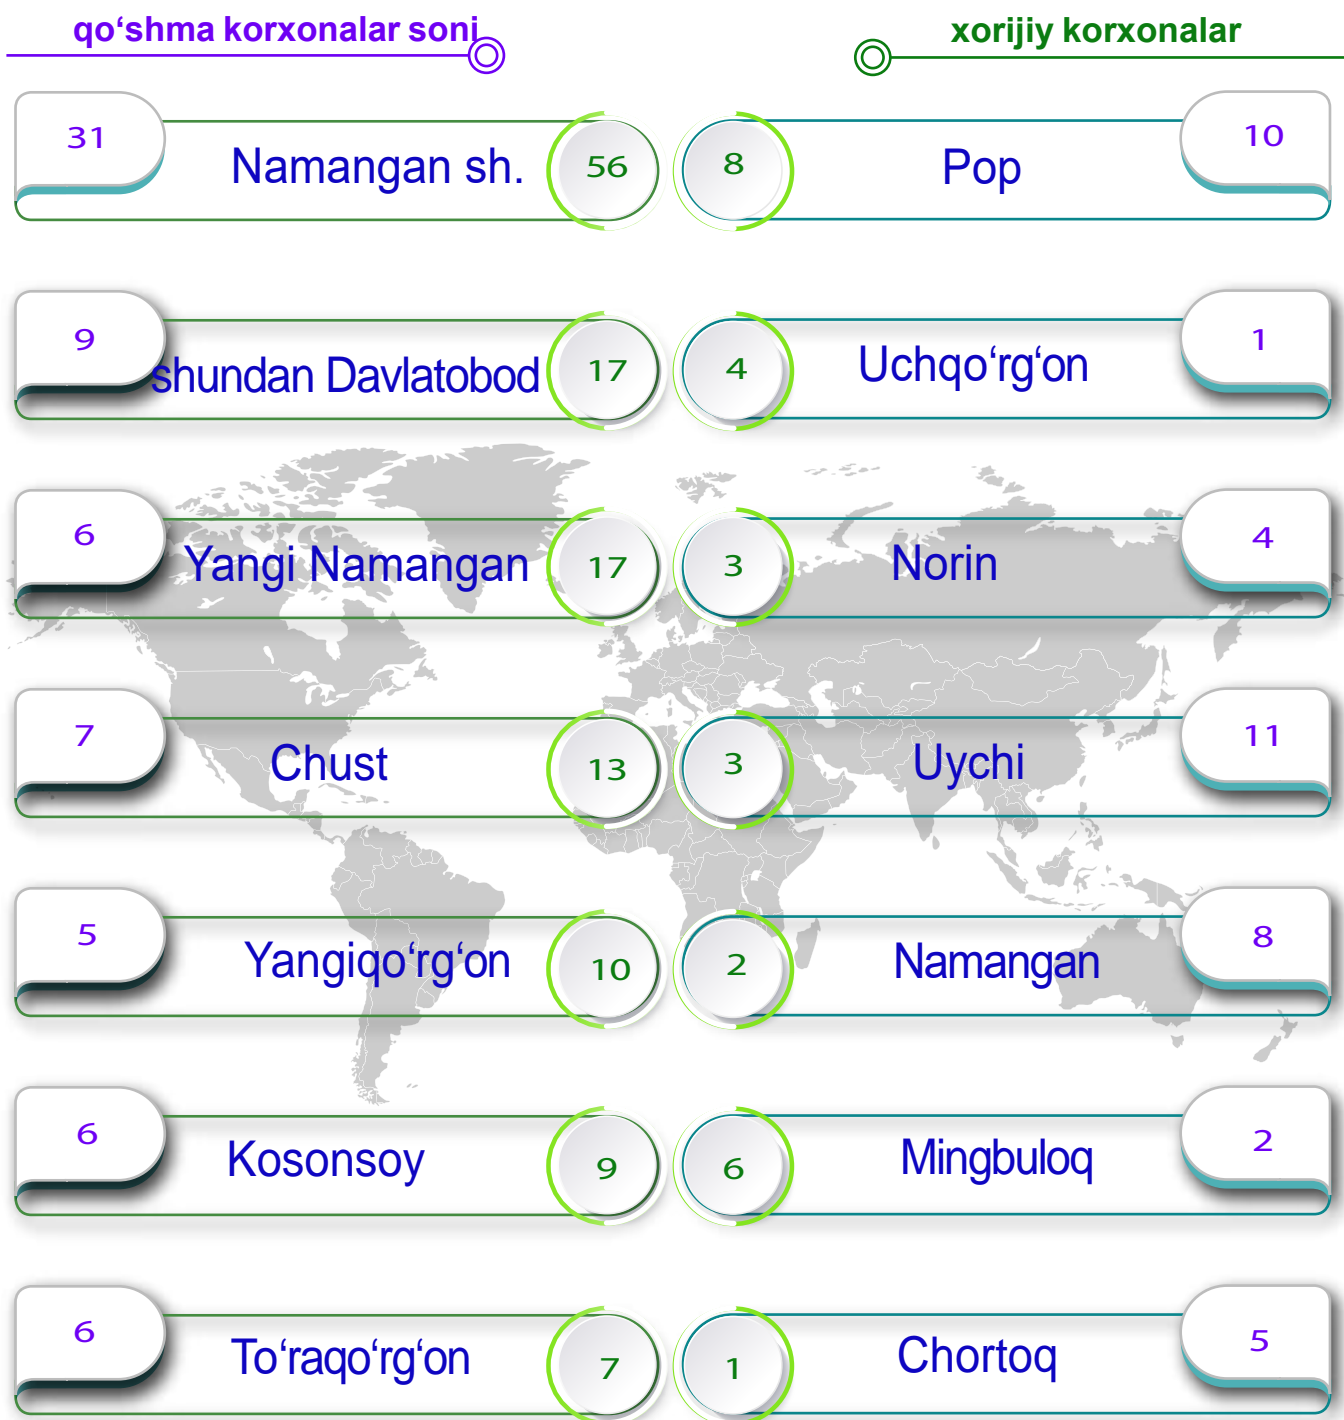 qo‘shma korxonalar soni
xorijiy korxonalar
31 Namangan sh. 56
8 Pop 10
9 shundan Davlatobod 17
4 Uchqo‘rg‘on 1
6 Yangi Namangan 17
3 Norin 4
7 Chust 13
3 Uychi 11
5 Yangiqo‘rg‘on 10
2 Namangan 8
6 Kosonsoy 9
6 Mingbuloq 2
6 To‘raqo‘rg‘on 7
1 Chortoq 5